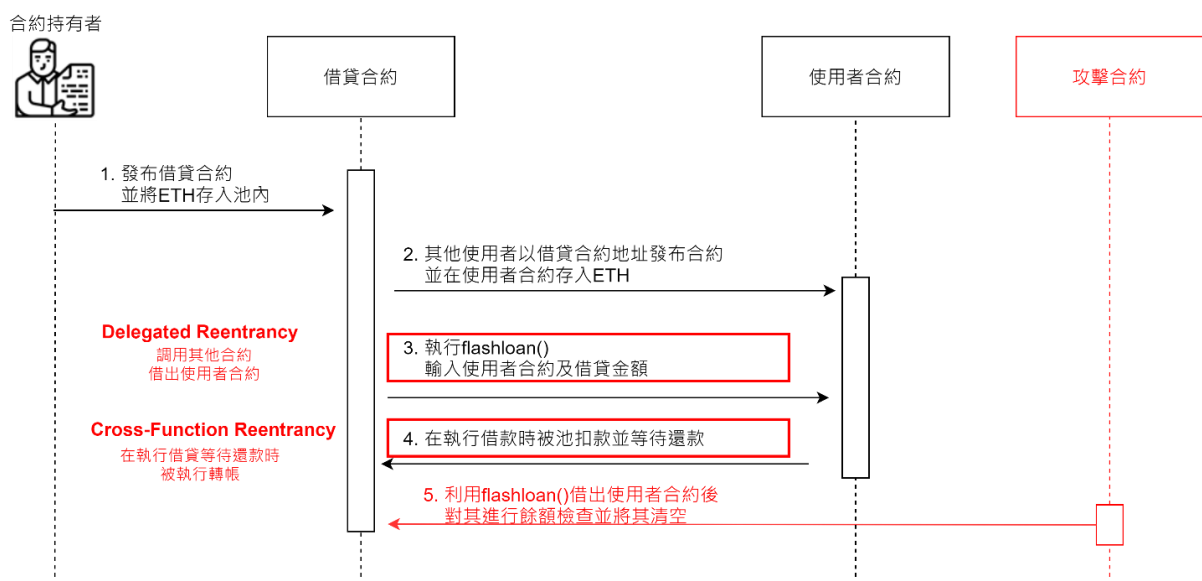 合約持有者
借貸合約
使用者合約
攻擊合約
1. 發布借貸合約
並將ETH存入池內
2. 其他使用者以借貸合約地址發布合約
並在使用者合約存入ETH
Delegated Reentrancy
調用其他合約
借出使用者合約
3. 執行flashloan()
輸入使用者合約及借貸金額
Cross-Function Reentrancy
在執行借貸等待還款時
被執行轉帳
4. 在執行借款時被池扣款並等待還款
5. 利用flashloan()借出使用者合約後
對其進行餘額檢查並將其清空